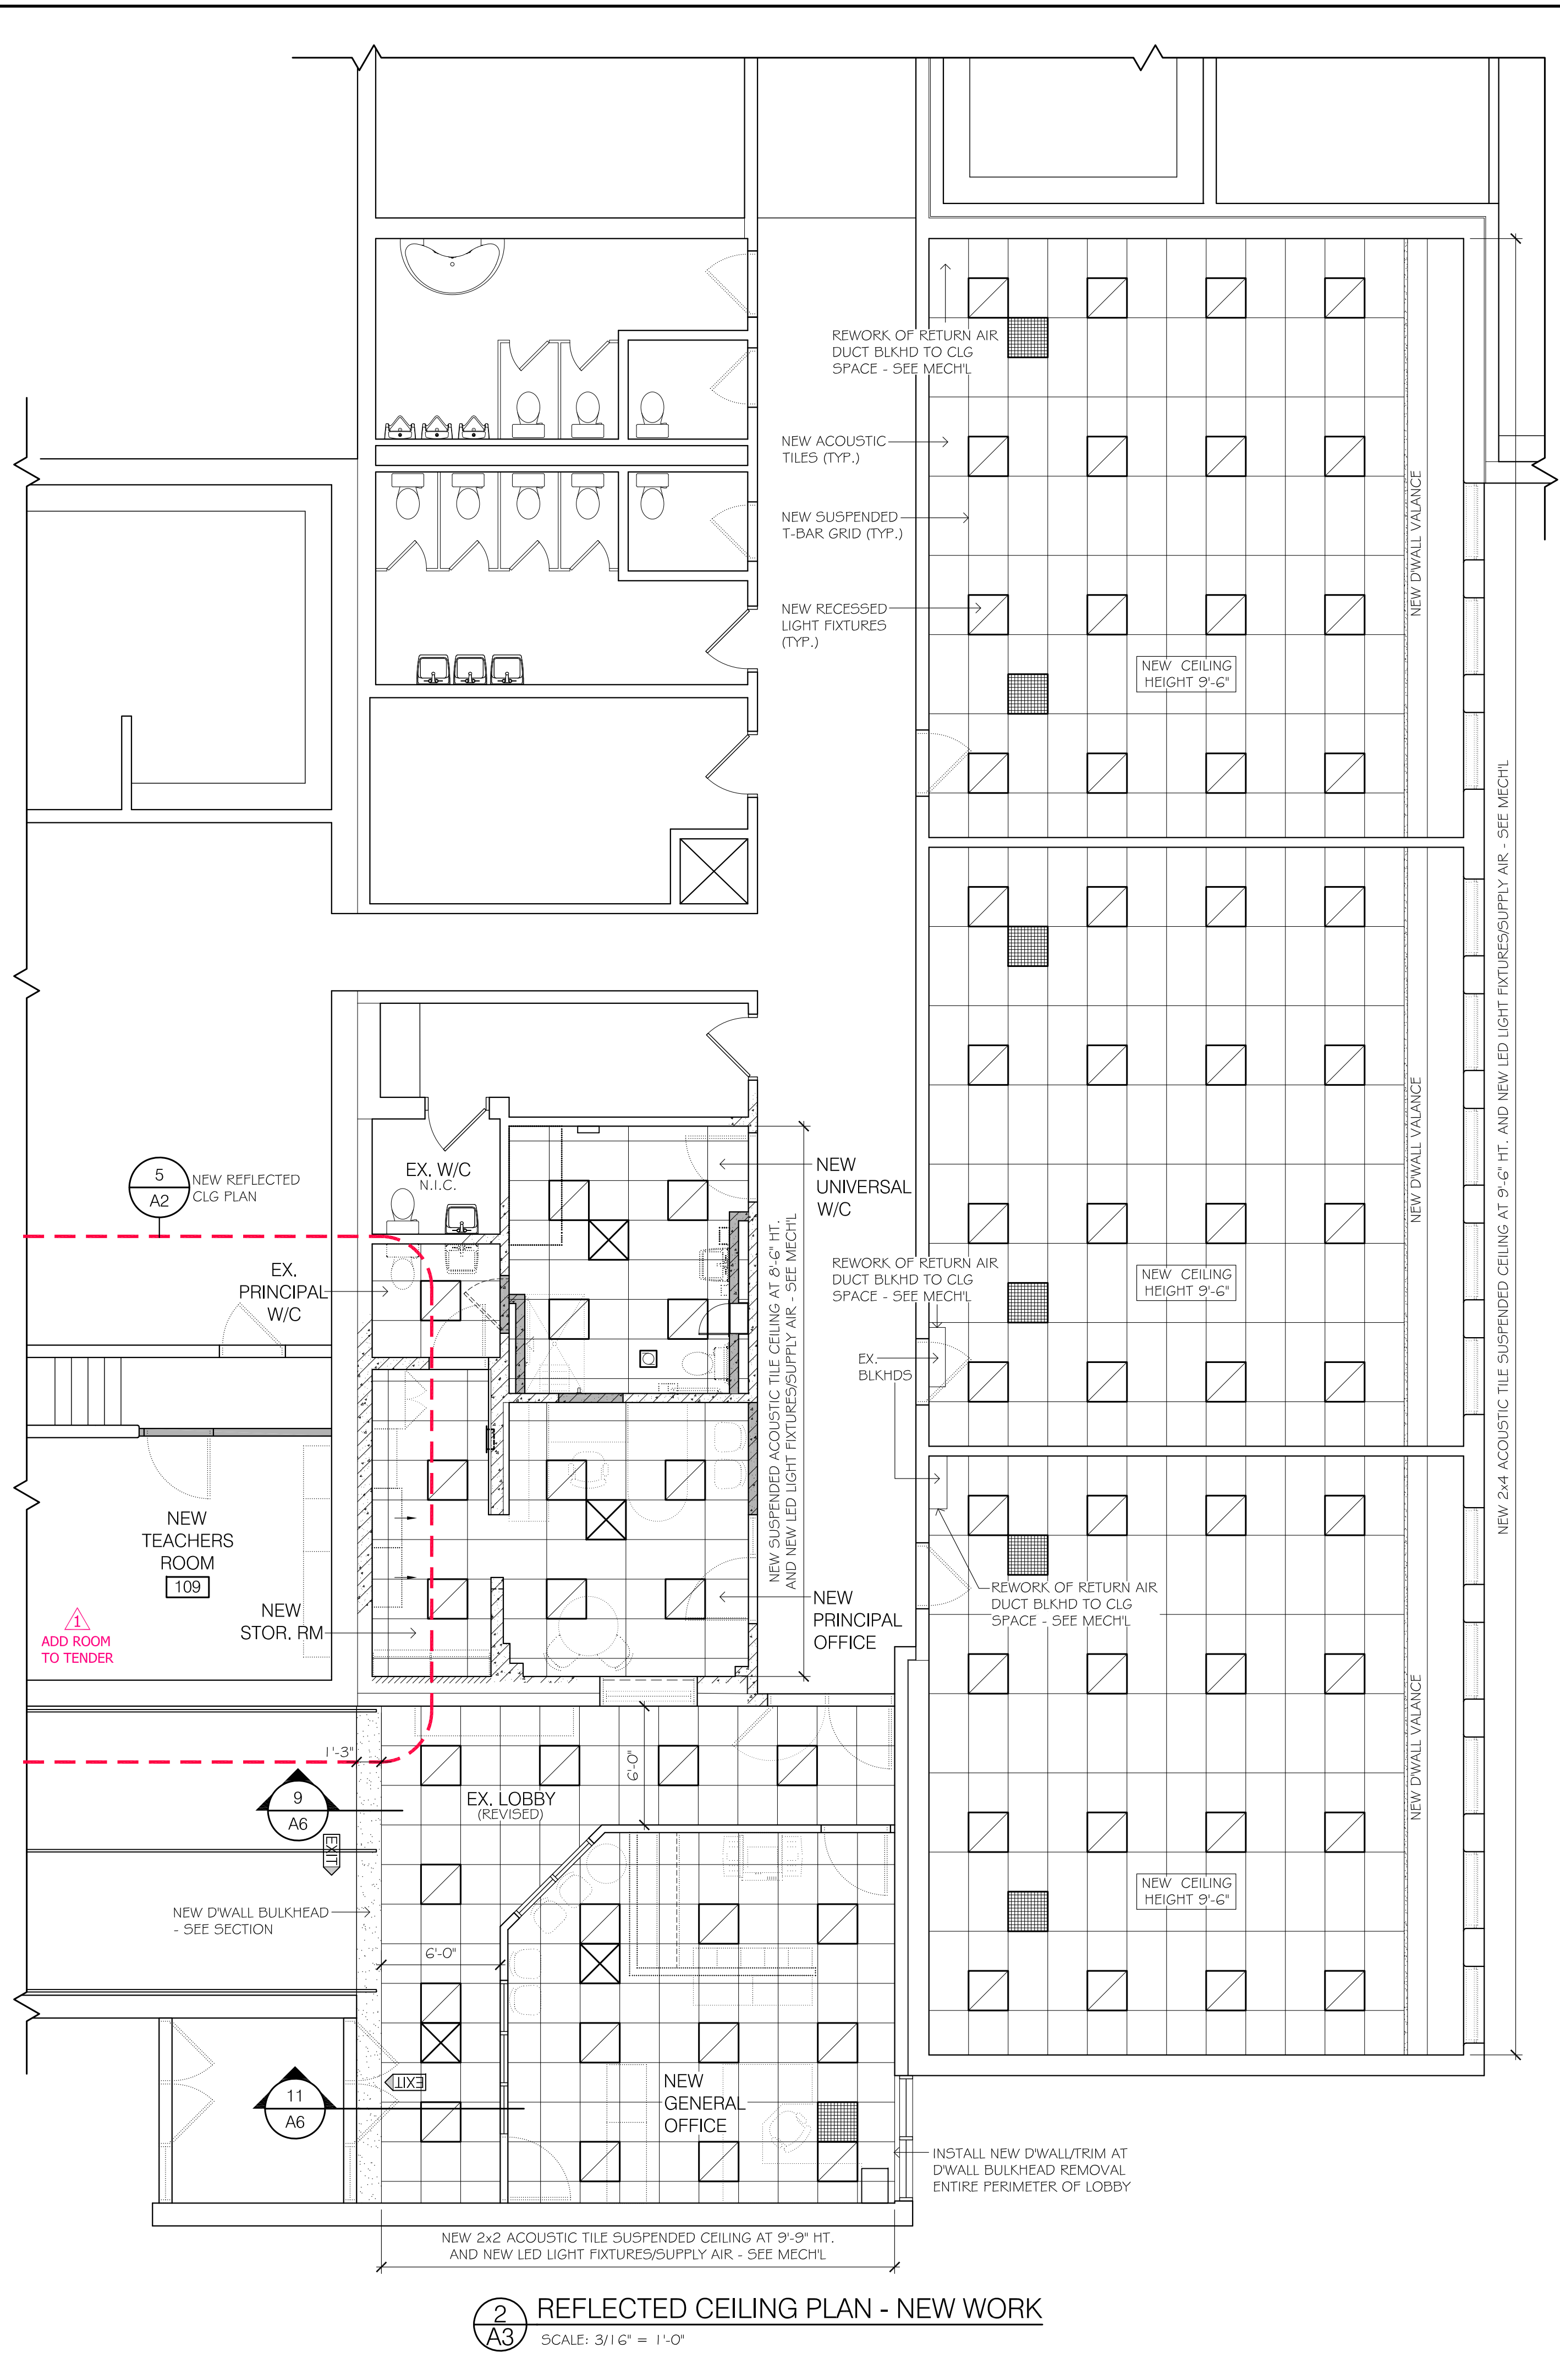 REWORK OF RETURN AIR
DUCT BLKHD TO CLG
SPACE - SEE MECH'L
NEW ACOUSTIC
TILES (TYP.)
NEW SUSPENDED
T-BAR GRID (TYP.)
NEW RECESSED
LIGHT FIXTURES
(TYP.)
NEW D'WALL VALANCE
NEW CEILING
HEIGHT 9'-6"
NEW 2x4 ACOUSTIC TILE SUSPENDED CEILING AT 9'-6" HT. AND NEW LED LIGHT FIXTURES/SUPPLY AIR - SEE MECH'L
5
A2
NEW REFLECTED
CLG PLAN
EX. W/C
N.I.C.
NEW
UNIVERSAL
W/C
EX.
PRINCIPAL
W/C
NEW SUSPENDED ACOUSTIC TILE CEILING AT 8'-6" HT.
AND NEW LED LIGHT FIXTURES/SUPPLY AIR - SEE MECH'L
REWORK OF RETURN AIR
DUCT BLKHD TO CLG
SPACE - SEE MECH'L
EX.
BLKHDS
NEW D'WALL VALANCE
NEW CEILING
HEIGHT 9'-6"
NEW
TEACHERS
ROOM
109
1
ADD ROOM
TO TENDER
NEW
STOR. RM
NEW
PRINCIPAL
OFFICE
REWORK OF RETURN AIR
DUCT BLKHD TO CLG
SPACE - SEE MECH'L
NEW D'WALL VALANCE
NEW CEILING
HEIGHT 9'-6"
1'-3"
6'-0"
9
A6
EX. LOBBY
(REVISED)
EXIT
NEW D'WALL BULKHEAD
- SEE SECTION
6'-0"
EXIT
11
A6
NEW
GENERAL
OFFICE
INSTALL NEW D'WALL/TRIM AT
D'WALL BULKHEAD REMOVAL
ENTIRE PERIMETER OF LOBBY
NEW 2x2 ACOUSTIC TILE SUSPENDED CEILING AT 9'-9" HT.
AND NEW LED LIGHT FIXTURES/SUPPLY AIR - SEE MECH'L
2
A3
REFLECTED CEILING PLAN - NEW WORK
SCALE: 3/16" = 1'-0"